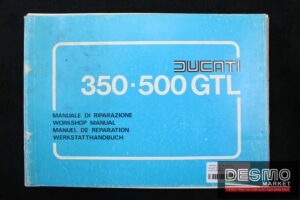 DUCATI
350·500 GTL
MANUALE DI RIPARAZIONE
WORKSHOP MANUAL
MANUEL DE REPARATION
WERKSTATTHANDBUCH
DESMO
MARKET